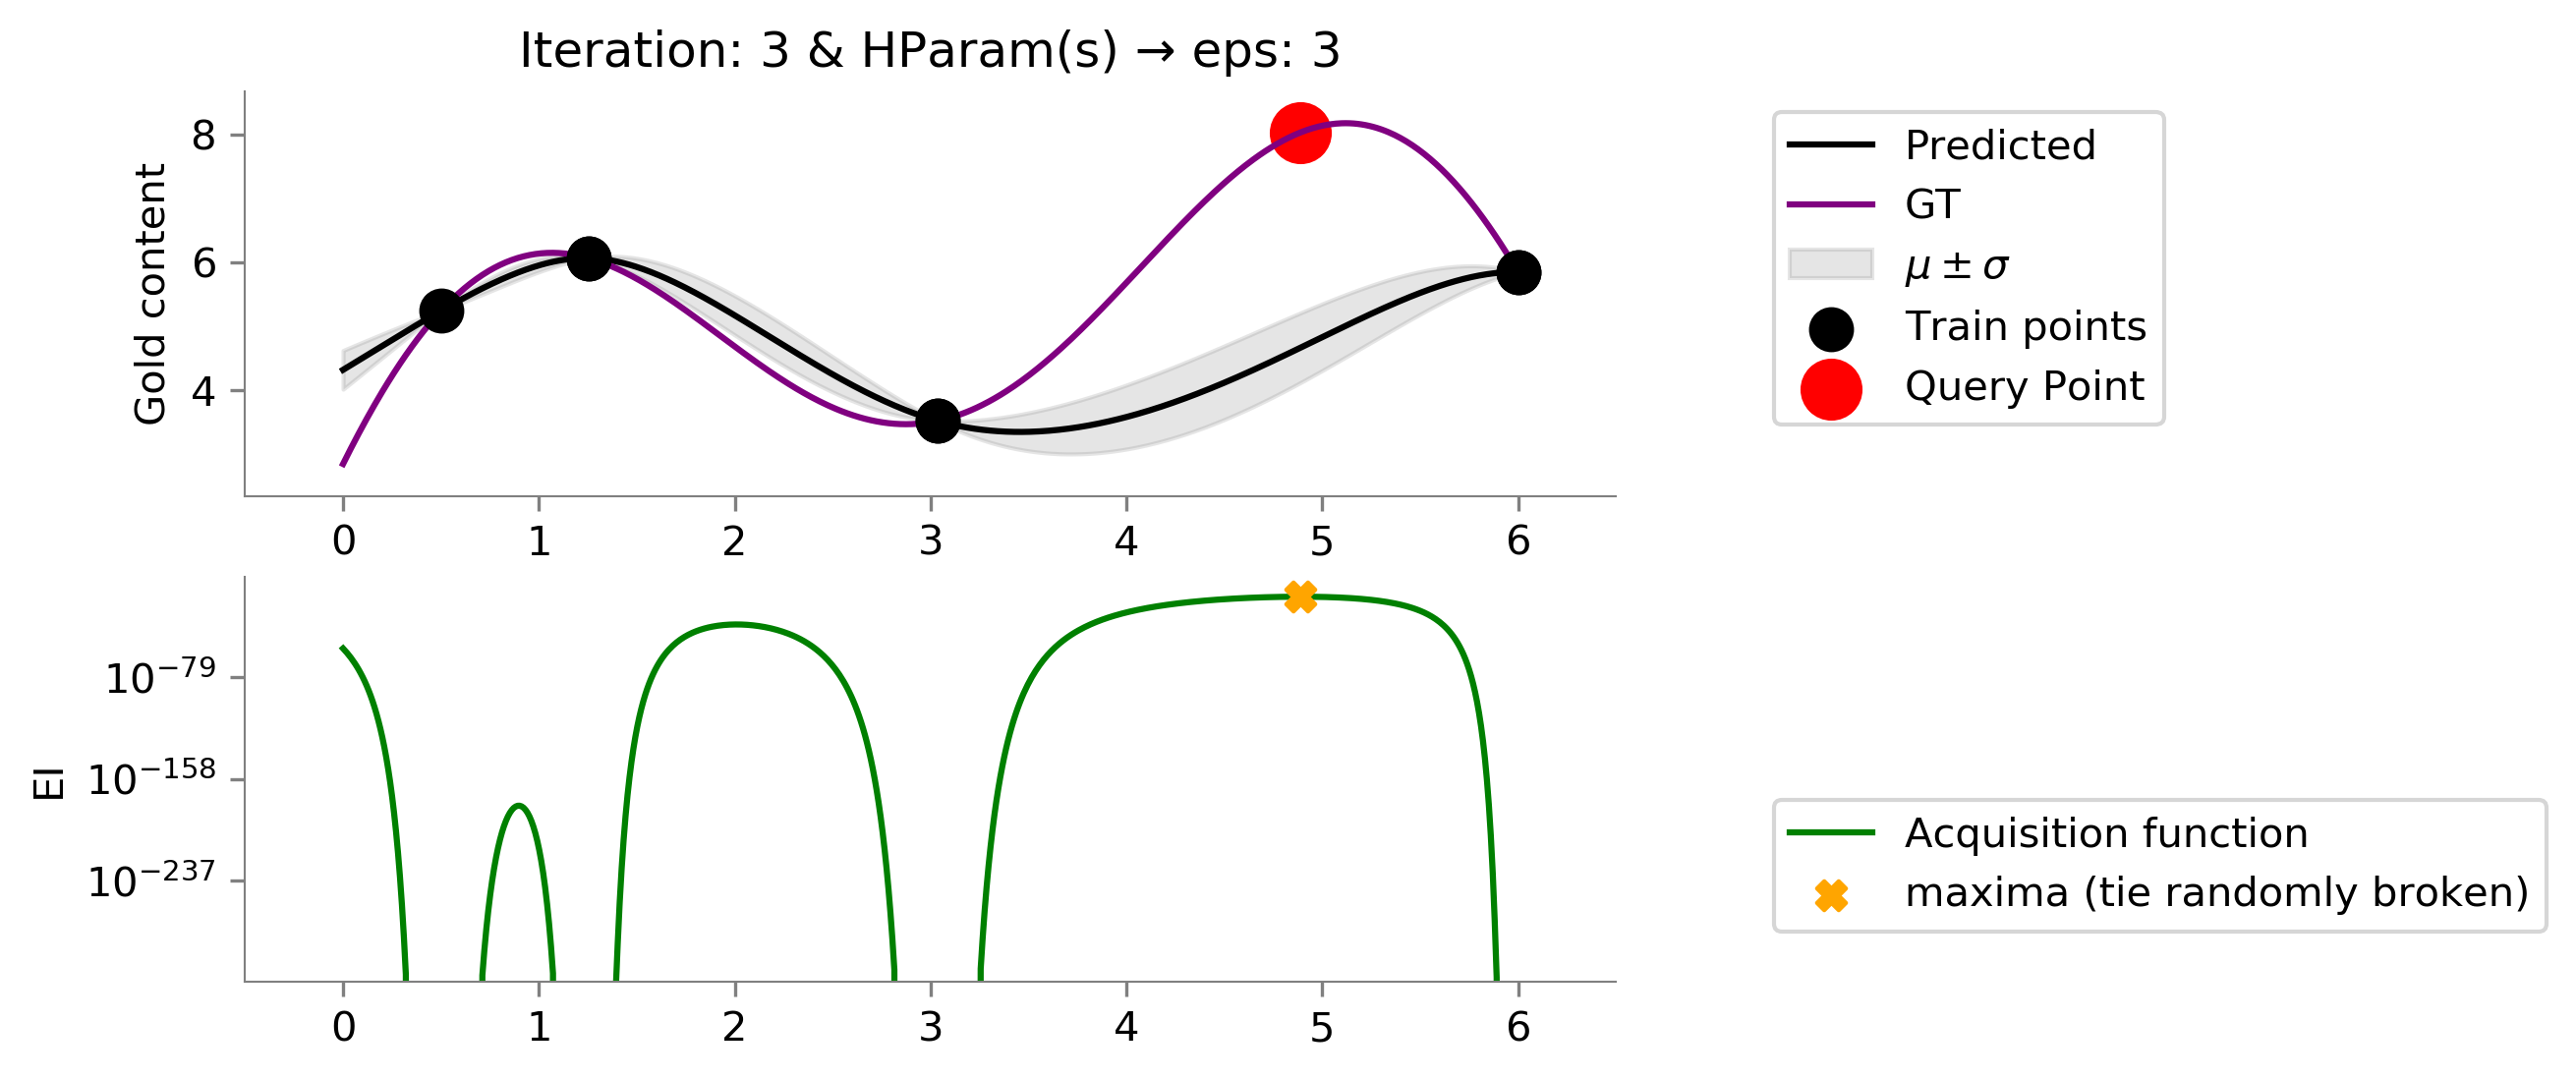 Iteration: 3 & HParam(s) → eps: 3
Gold content
8
6
4
0 1 2 3 4 5 6
Predicted
GT
μ ± σ
Train points
Query Point
EI
10⁻⁷⁹
10⁻¹⁵⁸
10⁻²³⁷
0 1 2 3 4 5 6
Acquisition function
maxima (tie randomly broken)